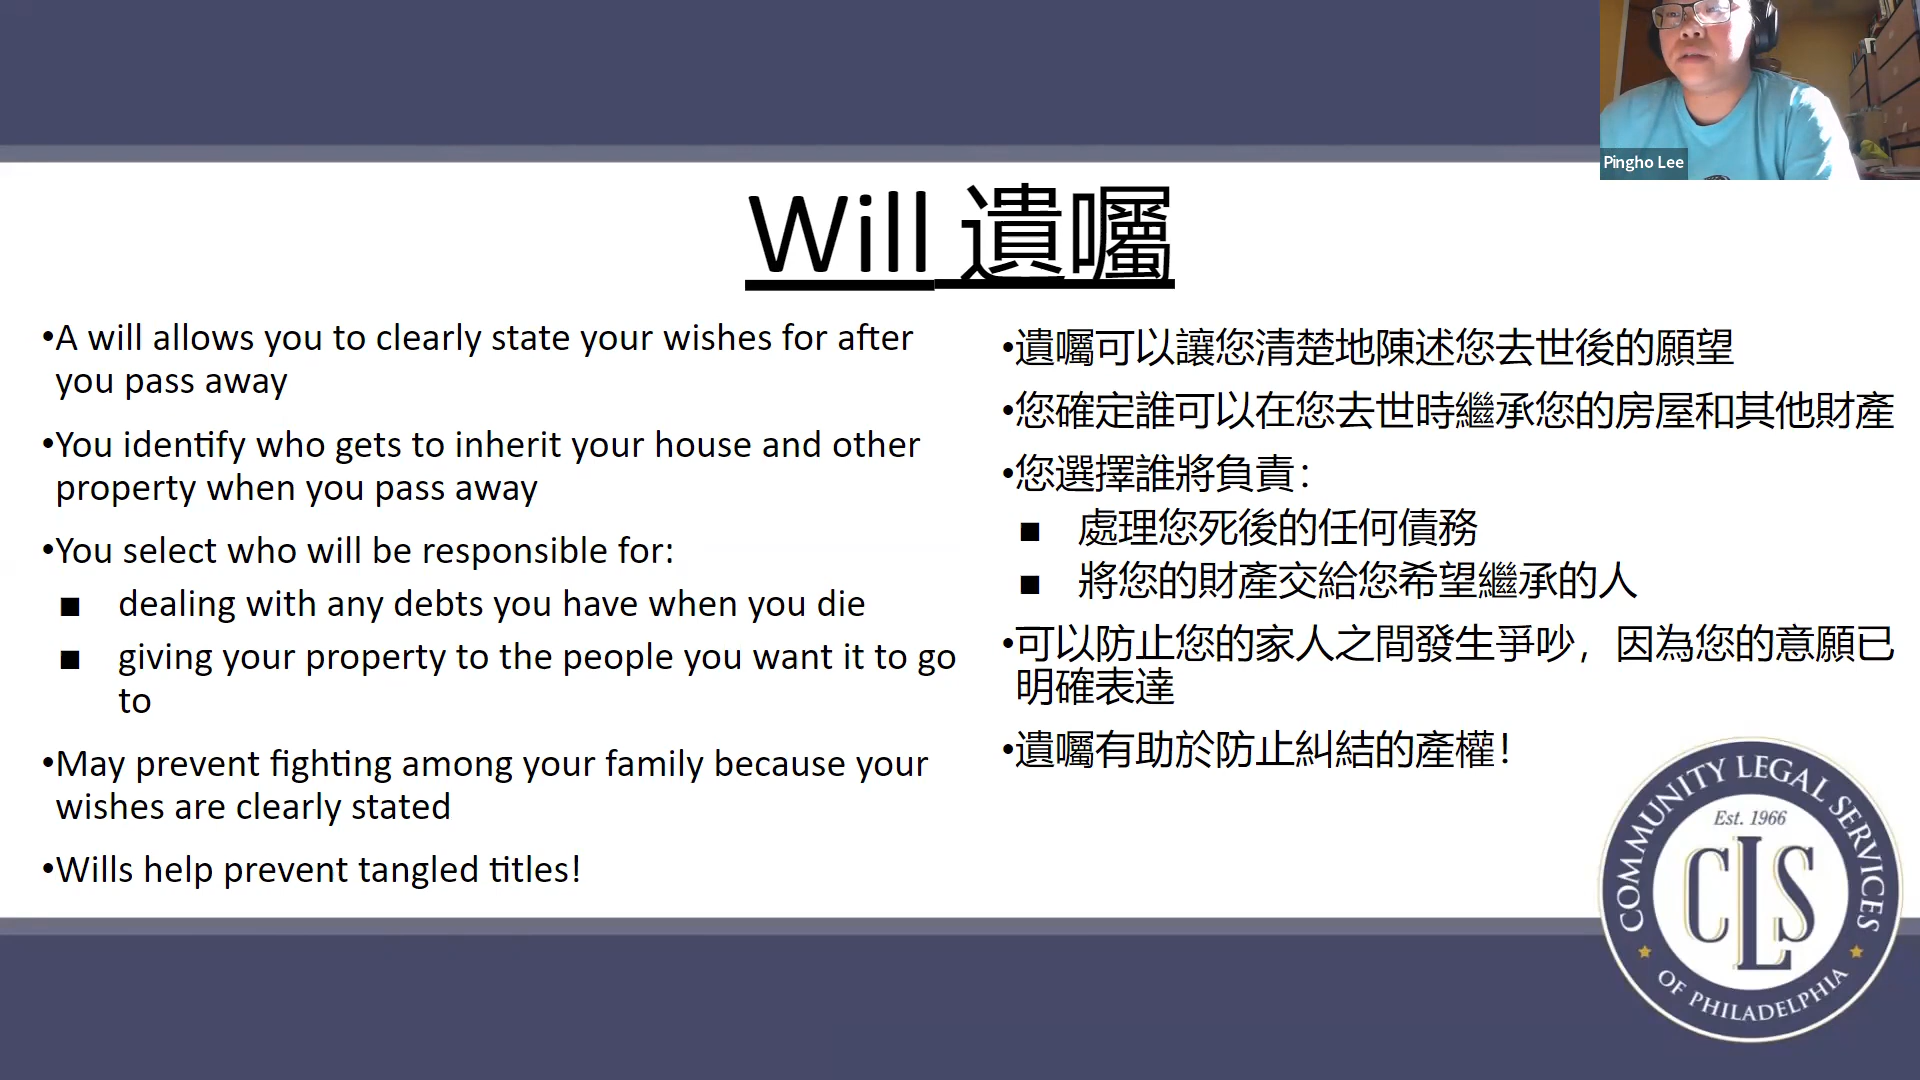 Pingho Lee
Will 遺囑
•A will allows you to clearly state your wishes for after
you pass away
•You identify who gets to inherit your house and other
property when you pass away
•You select who will be responsible for:
■ dealing with any debts you have when you die
■ giving your property to the people you want it to go
to
•May prevent fighting among your family because your
wishes are clearly stated
•Wills help prevent tangled titles!
•遺囑可以讓您清楚地陳述您去世後的願望
•您確定誰可以在您去世時繼承您的房屋和其他財產
•您選擇誰將負責：
■ 處理您死後的任何債務
■ 將您的財產交給您希望繼承的人
•可以防止您的家人之間發生爭吵，因為您的意願已
明確表達
•遺囑有助於防止糾結的產權！
COMMUNITY LEGAL SERVICES
Est. 1966
CLS
OF PHILADELPHIA